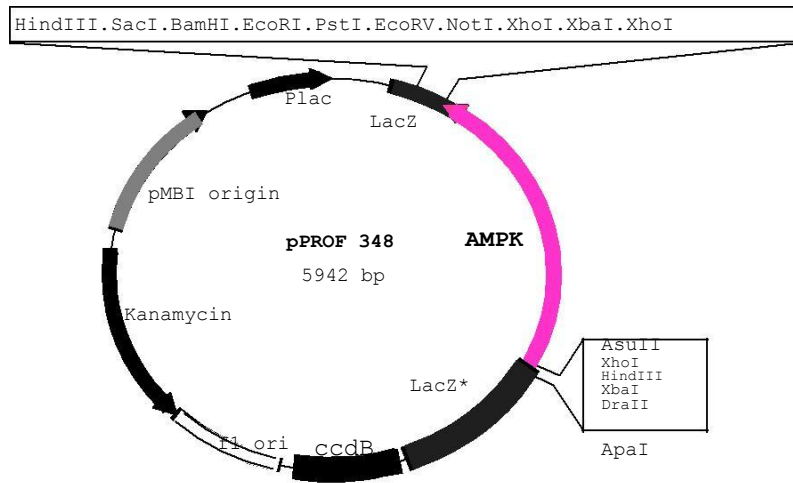 HindIII.SacI.BamHI.EcoRI.PstI.EcoRV.NotI.XhoI.XbaI.XhoI
Plac
LacZ
pMBI origin
pPROF 348
AMPK
5942 bp
Kanamycin
AsuII
XhoI
HindIII
XbaI
DraII
LacZ*
f1 ori
ccdB
ApaI